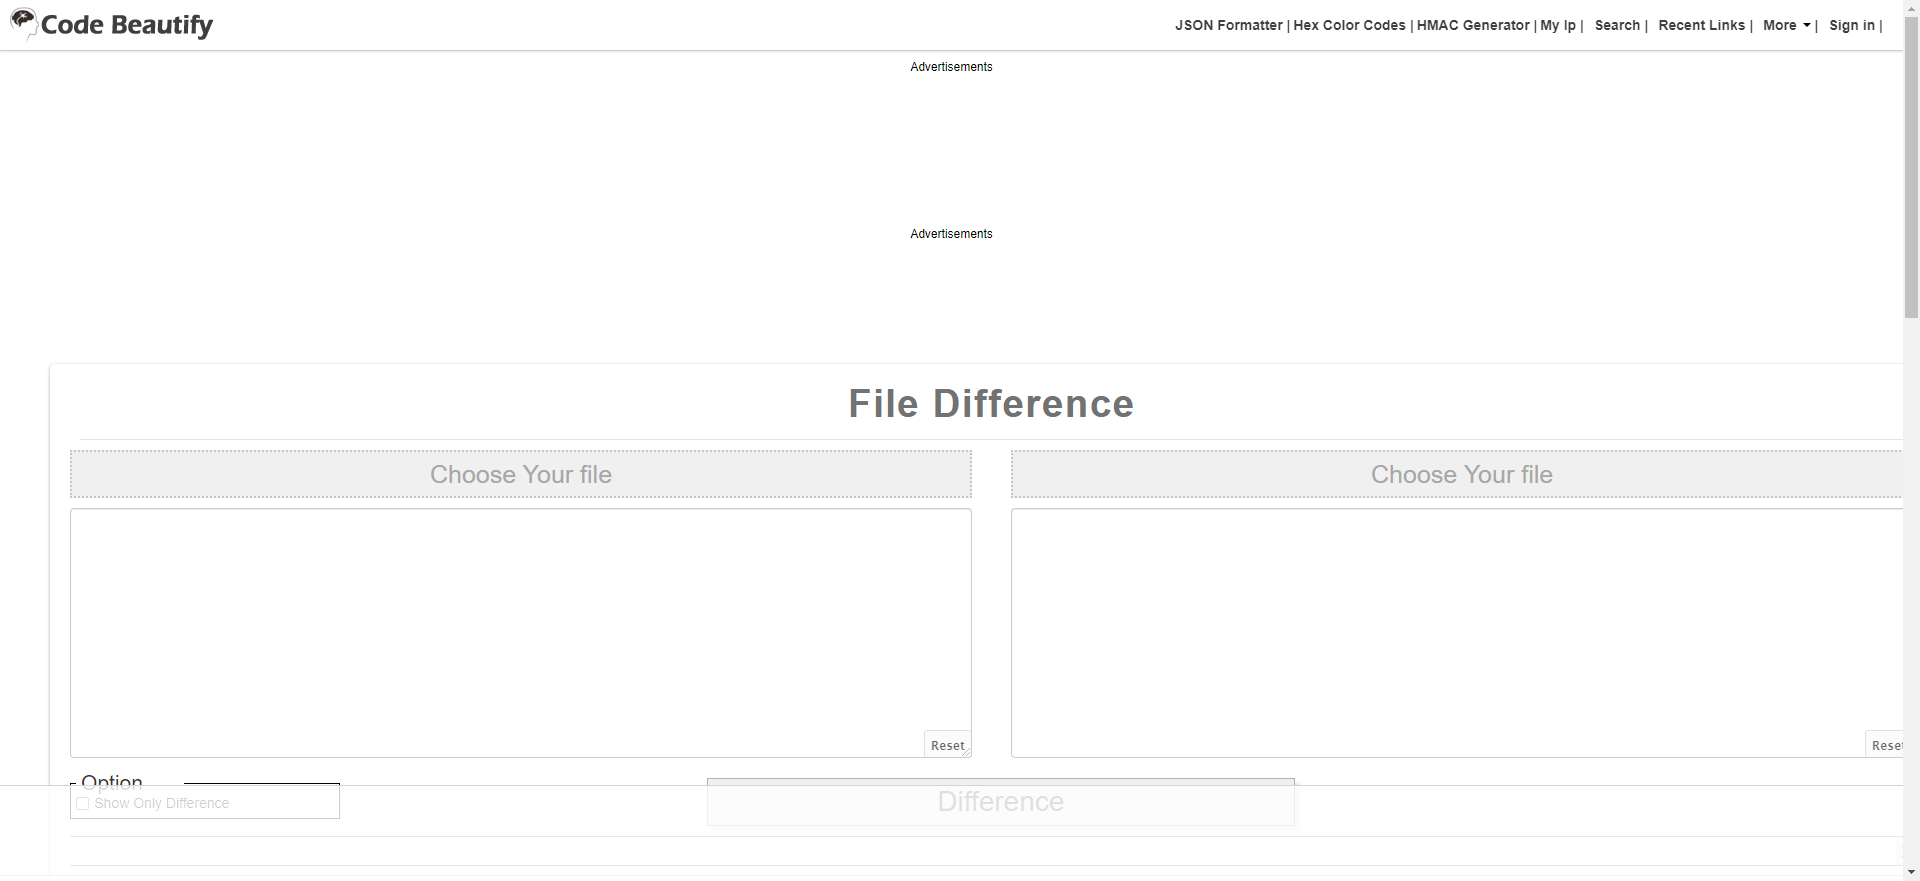 Code Beautify
JSON Formatter | Hex Color Codes | HMAC Generator | My Ip | Search | Recent Links | More | Sign in |
Advertisements
Advertisements
File Difference
Choose Your file
Choose Your file
Reset
Reset
Option
Show Only Difference
Difference